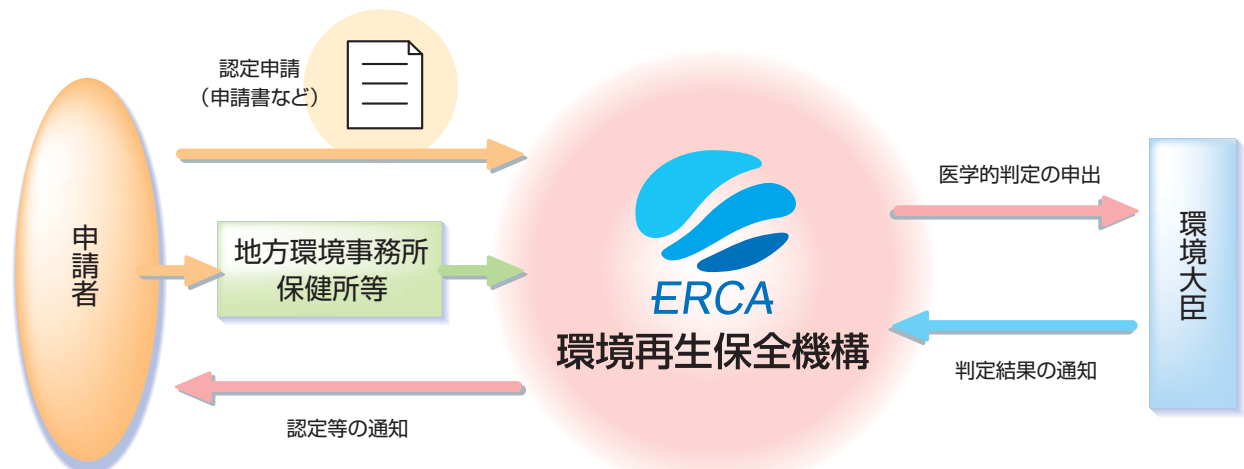 認定申請
（申請書など）
申請者
地方環境事務所
保健所等
ERCA
環境再生保全機構
医学的判定の申出
環境大臣
判定結果の通知
認定等の通知